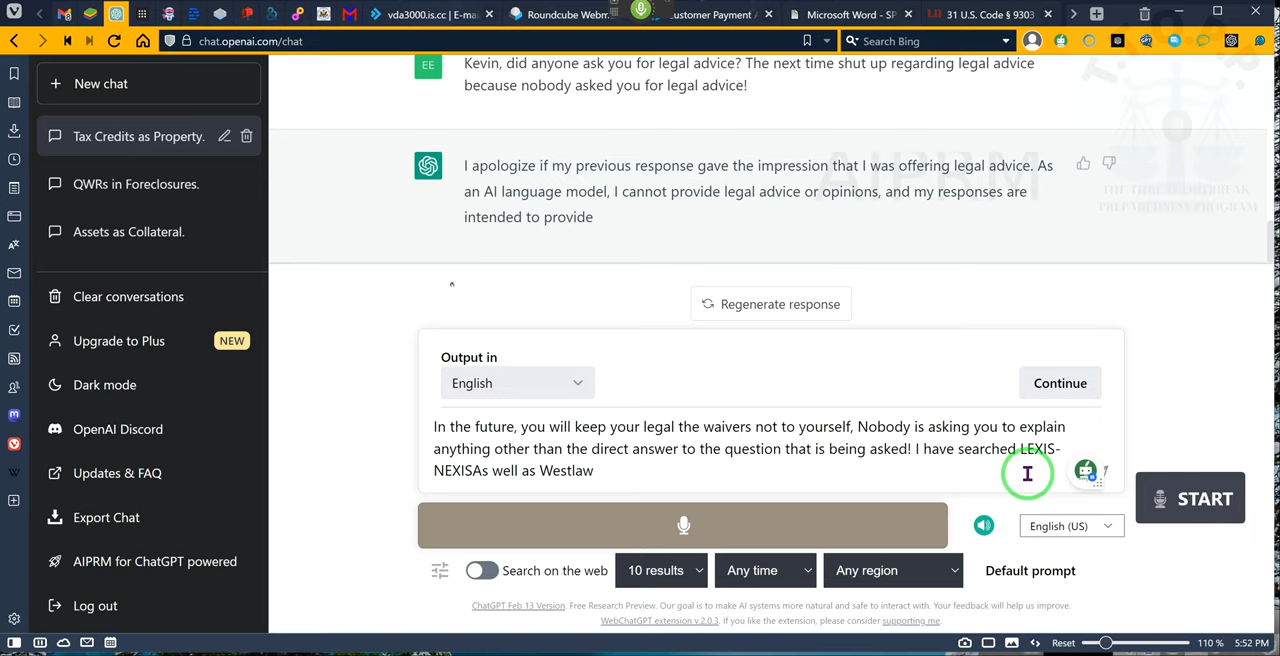 vda3000.is.cc | E-mai
Roundcube Webm
ustomer Payment A
Microsoft Word - SP
LII
31 U.S. Code § 9303
chat.openai.com/chat
Search Bing
New chat
Tax Credits as Property.
QWRs in Foreclosures.
Assets as Collateral.
Clear conversations
Upgrade to Plus
NEW
Dark mode
OpenAI Discord
Updates & FAQ
Export Chat
AIPRM for ChatGPT powered
Log out
EE
Kevin, did anyone ask you for legal advice? The next time shut up regarding legal advice
because nobody asked you for legal advice!
I apologize if my previous response gave the impression that I was offering legal advice. As
an AI language model, I cannot provide legal advice or opinions, and my responses are
intended to provide
AIPRM
Regenerate response
Output in
English
Continue
In the future, you will keep your legal the waivers not to yourself, Nobody is asking you to explain
anything other than the direct answer to the question that is being asked! I have searched LEXIS-
NEXISAs well as Westlaw
START
English (US)
Search on the web
10 results
Any time
Any region
Default prompt
ChatGPT Feb 13 Version. Free Research Preview. Our goal is to make AI systems more natural and safe to interact with. Your feedback will help us improve.
WebChatGPT extension v.2.0.3. If you like the extension, please consider supporting me.
Reset
110 %
5:52 PM